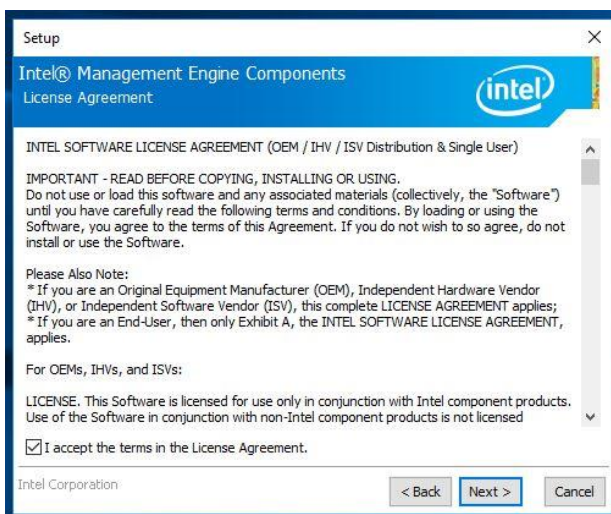 Setup
Intel® Management Engine Components
License Agreement
intel
INTEL SOFTWARE LICENSE AGREEMENT (OEM / IHV / ISV Distribution & Single User)
IMPORTANT - READ BEFORE COPYING, INSTALLING OR USING.
Do not use or load this software and any associated materials (collectively, the "Software")
until you have carefully read the following terms and conditions. By loading or using the
Software, you agree to the terms of this Agreement. If you do not wish to so agree, do not
install or use the Software.
Please Also Note:
* If you are an Original Equipment Manufacturer (OEM), Independent Hardware Vendor
(IHV), or Independent Software Vendor (ISV), this complete LICENSE AGREEMENT applies;
* If you are an End-User, then only Exhibit A, the INTEL SOFTWARE LICENSE AGREEMENT,
applies.
For OEMs, IHVs, and ISVs:
LICENSE. This Software is licensed for use only in conjunction with Intel component products.
Use of the Software in conjunction with non-Intel component products is not licensed
I accept the terms in the License Agreement.
Intel Corporation
< Back Next > Cancel